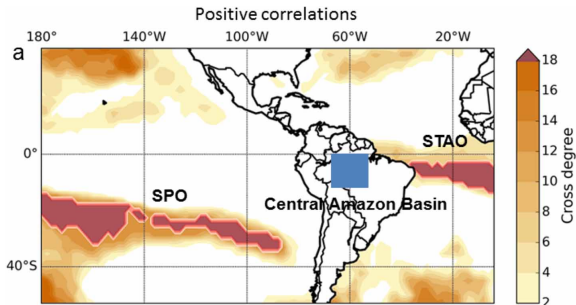 Positive correlations
a
180° 140°W 100°W 60°W 20°W
18
16
14
12
10
8
6
4
2
Cross degree
0°
40°S
STAO
SPO
Central Amazon Basin